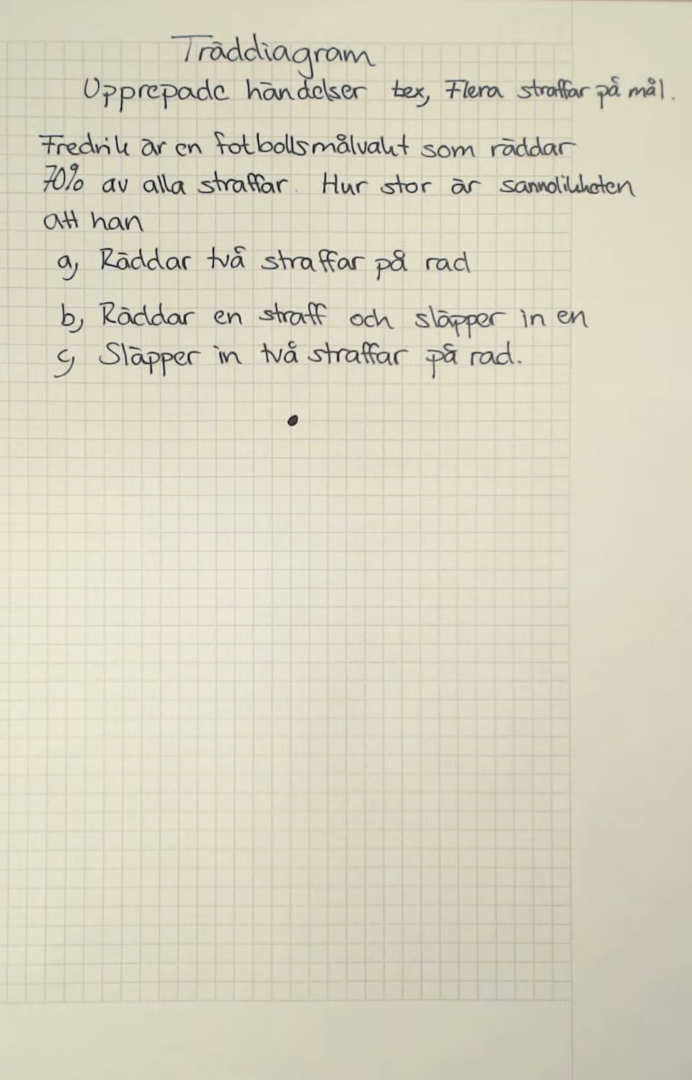 Träddiagram
Upprepade händelser tex, Flera straffar på mål.
Fredrik är en fotbollsmålvakt som räddar
70% av alla straffar. Hur stor är sannolikheten
att han
a, Räddar två straffar på rad
b, Räddar en straff och släpper in en
c, Släpper in två straffar på rad.